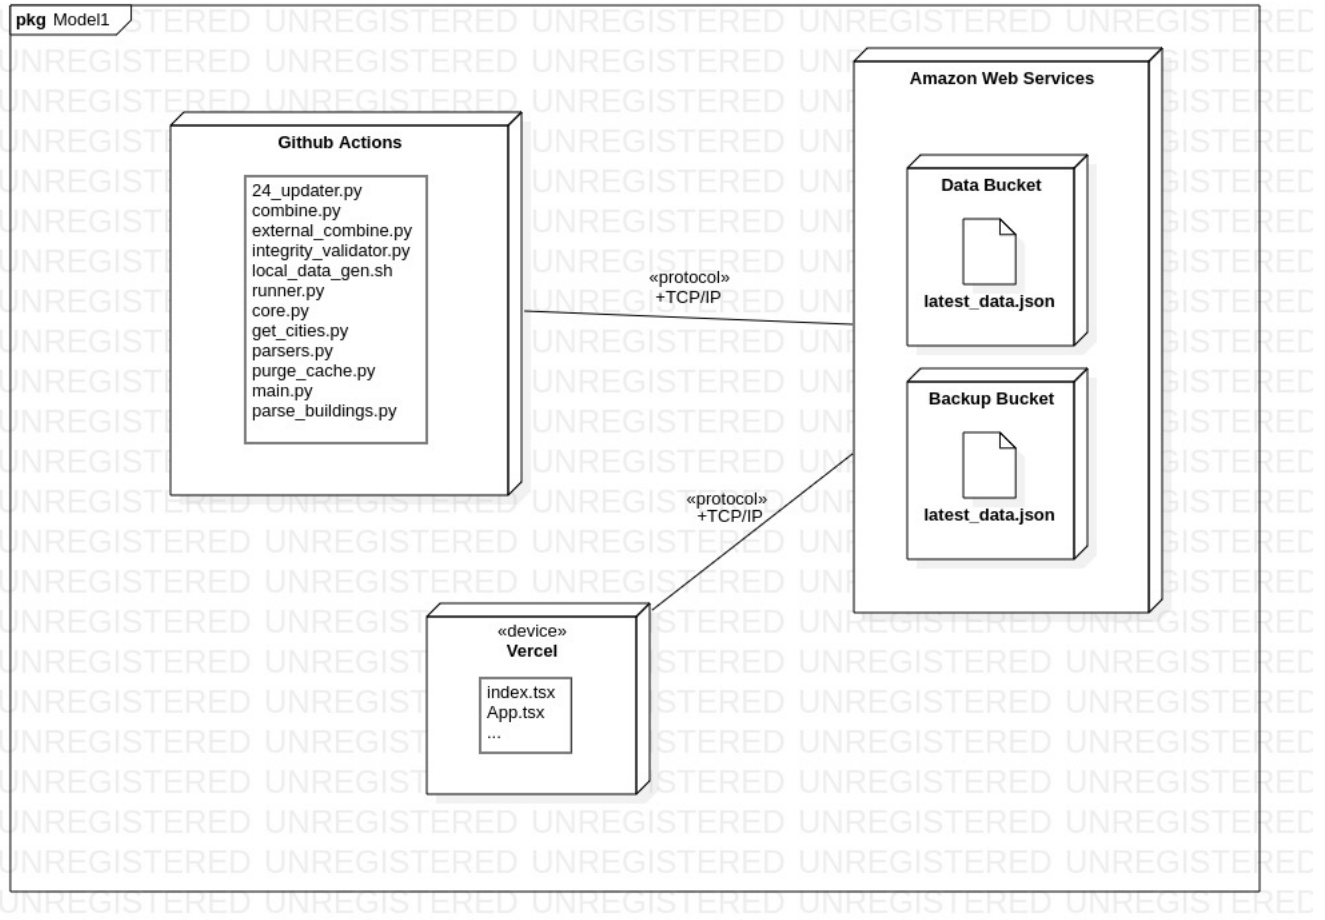 pkg Model1
Github Actions
24_updater.py
combine.py
external_combine.py
integrity_validator.py
local_data_gen.sh
runner.py
core.py
get_cities.py
parsers.py
purge_cache.py
main.py
parse_buildings.py
«protocol»
+TCP/IP
Amazon Web Services
Data Bucket
latest_data.json
Backup Bucket
latest_data.json
«protocol»
+TCP/IP
«device»
Vercel
index.tsx
App.tsx
...
UNREGISTERED